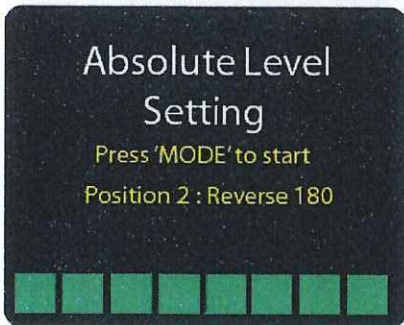 Absolute Level
Setting
Press 'MODE' to start
Position 2 : Reverse 180